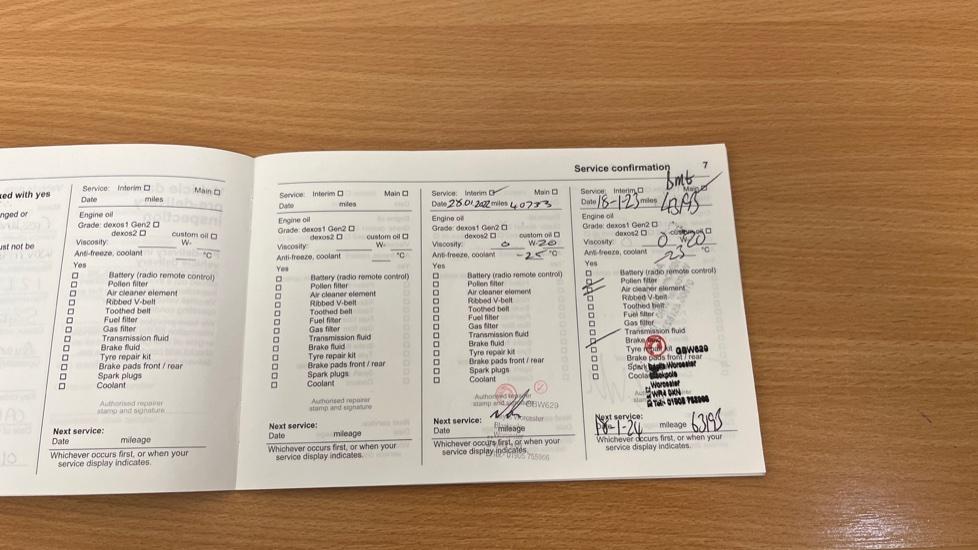 Service confirmation 7
ked with yes
nged or
ust not be
Service: Interim ☐ Main ☐
Date miles
Engine oil
Grade: dexos1 Gen2 ☐
dexos2 ☐ custom oil ☐
Viscosity: W-
Anti-freeze, coolant °C
Yes
☐ Battery (radio remote control)
☐ Pollen filter
☐ Air cleaner element
☐ Ribbed V-belt
☐ Toothed belt
☐ Fuel filter
☐ Gas filter
☐ Transmission fluid
☐ Brake fluid
☐ Tyre repair kit
☐ Brake pads front / rear
☐ Spark plugs
☐ Coolant
Authorised repairer
stamp and signature
Next service:
Date mileage
Whichever occurs first, or when your
service display indicates.
Service: Interim ☐ Main ☐
Date miles
Engine oil
Grade: dexos1 Gen2 ☐
dexos2 ☐ custom oil ☐
Viscosity: W-
Anti-freeze, coolant °C
Yes
☐ Battery (radio remote control)
☐ Pollen filter
☐ Air cleaner element
☐ Ribbed V-belt
☐ Toothed belt
☐ Fuel filter
☐ Gas filter
☐ Transmission fluid
☐ Brake fluid
☐ Tyre repair kit
☐ Brake pads front / rear
☐ Spark plugs
☐ Coolant
Authorised repairer
stamp and signature
Next service:
Date mileage
Whichever occurs first, or when your
service display indicates.
Service: Interim ☐ Main ☐
Date 28.01.202 miles 40733
Engine oil
Grade: dexos1 Gen2 ☐
dexos2 ☐ custom oil ☐
Viscosity: 0 W-20
Anti-freeze, coolant -25 °C
Yes
☐ Battery (radio remote control)
☐ Pollen filter
☐ Air cleaner element
☐ Ribbed V-belt
☐ Toothed belt
☐ Fuel filter
☐ Gas filter
☐ Transmission fluid
☐ Brake fluid
☐ Tyre repair kit
☐ Brake pads front / rear
☐ Spark plugs
☐ Coolant
Authorised repairer
stamp and GBW629
Next service: Worcester
Date mileage
Whichever occurs first, or when your
service display indicates.
Service: Interim ☐ Main ☐
Date 18-1-23 miles
Engine oil
Grade: dexos1 Gen2 ☐
dexos2 ☐ custom oil ☐
Viscosity: 0 W-20
Anti-freeze, coolant -23 °C
Yes
☐ Battery (radio remote control)
☐ Pollen filter
☐ Air cleaner element
☐ Ribbed V-belt
☐ Toothed belt
☐ Fuel filter
☐ Gas filter
☐ Transmission fluid
☐ Brake
☐ Tyre repair kit GBW629
☐ Brake pads front / rear
☐ Spark Worcester
☐ Coolant
Worcester
WR4
Next service:
18-1-24 mileage 63193
Whichever occurs first, or when your
service display indicates.